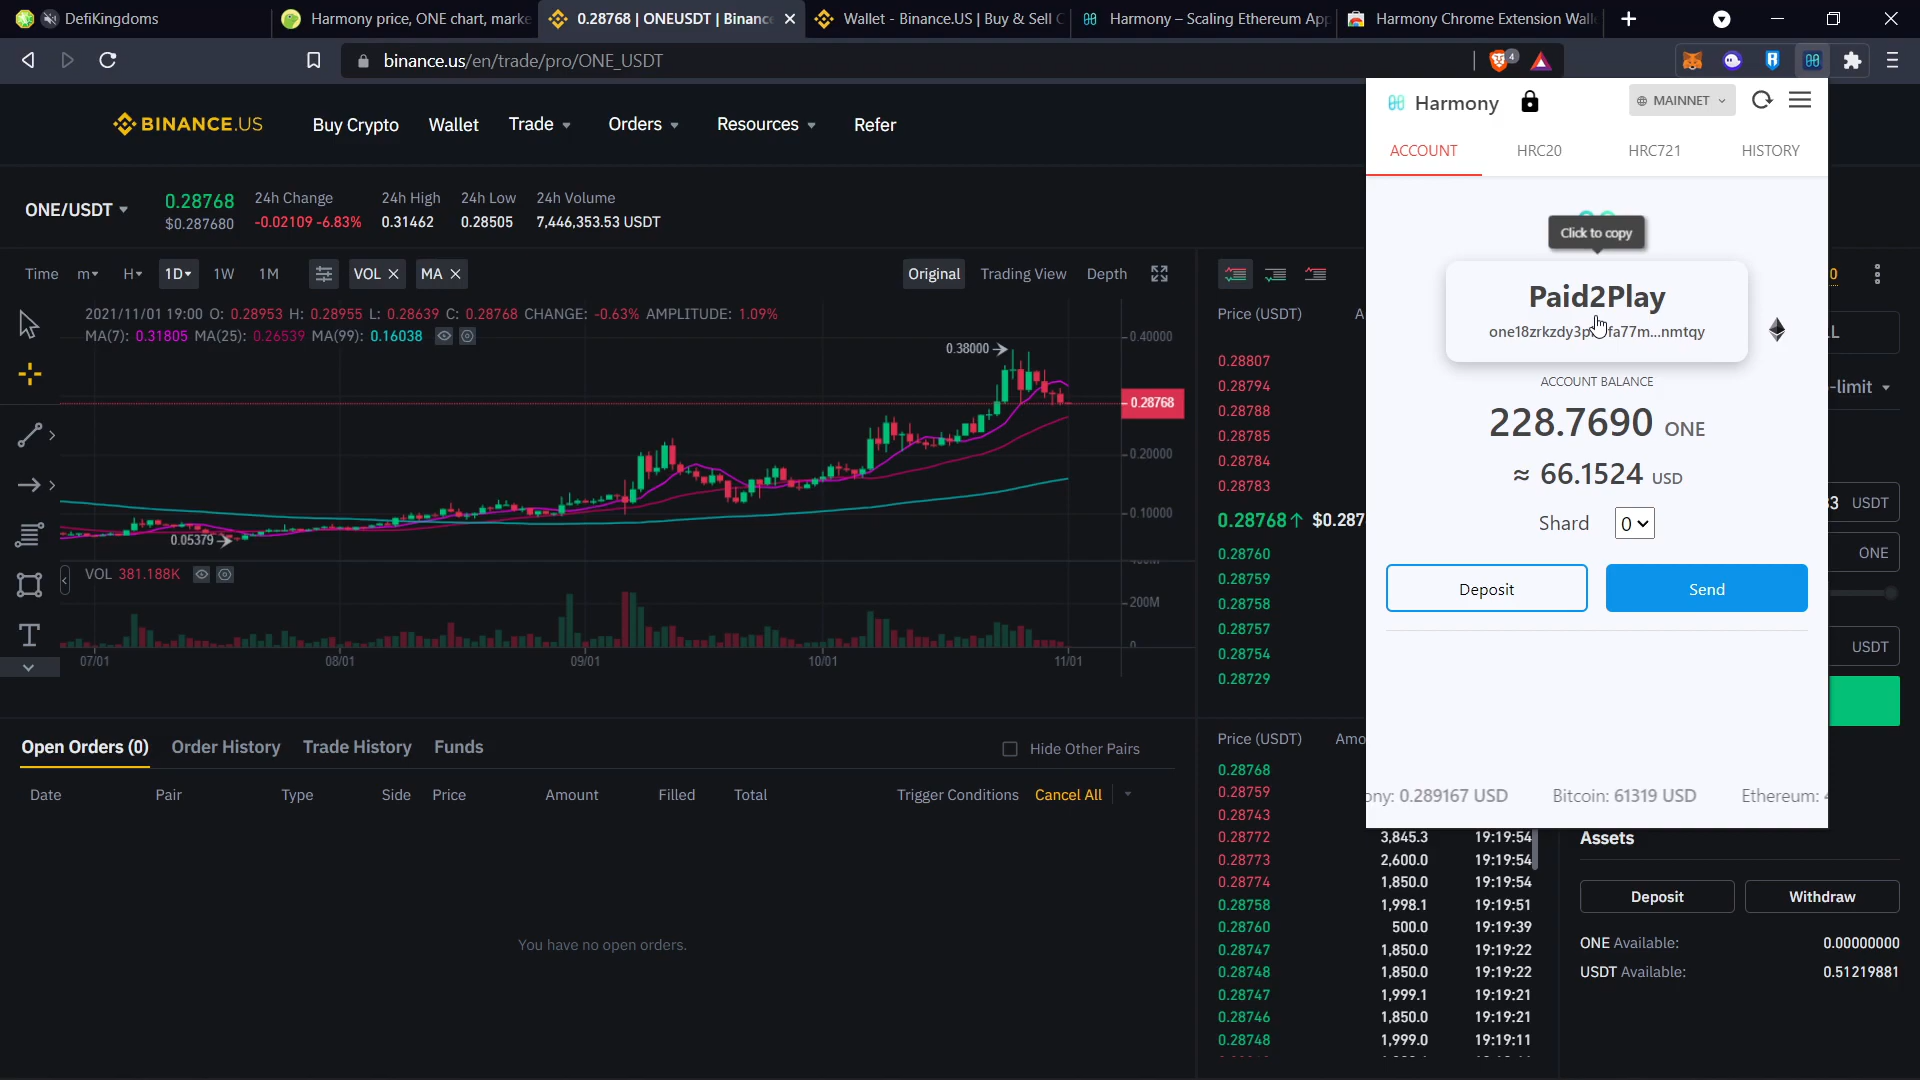 DefiKingdoms
Harmony price, ONE chart, marke
0.28768 | ONEUSDT | Binanc
Wallet - Binance.US | Buy & Sell C
Harmony – Scaling Ethereum App
Harmony Chrome Extension Wall
binance.us/en/trade/pro/ONE_USDT
4
BINANCE.US
Buy Crypto
Wallet
Trade
Orders
Resources
Refer
ONE/USDT
0.28768
$0.287680
24h Change
-0.02109 -6.83%
24h High
0.31462
24h Low
0.28505
24h Volume
7,446,353.53 USDT
Time
m
H
1D
1W
1M
VOL
MA
Original
Trading View
Depth
2021/11/01 19:00 O: 0.28953 H: 0.28955 L: 0.28639 C: 0.28768 CHANGE: -0.63% AMPLITUDE: 1.09%
MA(7): 0.31805 MA(25): 0.26539 MA(99): 0.16038
0.38000
0.05379
0.40000
0.28768
0.20000
0.10000
VOL 381.188K
200M
0
07/01
08/01
09/01
10/01
11/01
Price (USDT)
A
0.28807
0.28794
0.28788
0.28785
0.28784
0.28783
0.28768 $0.287
0.28760
0.28759
0.28758
0.28757
0.28754
0.28729
Harmony
MAINNET
ACCOUNT
HRC20
HRC721
HISTORY
Click to copy
Paid2Play
ACCOUNT BALANCE
228.7690 ONE
≈ 66.1524 USD
Shard
0
Deposit
Send
ony: 0.289167 USD
Bitcoin: 61319 USD
Ethereum: 4
0
LL
-limit
33 USDT
ONE
USDT
Open Orders (0)
Order History
Trade History
Funds
Hide Other Pairs
Date
Pair
Type
Side
Price
Amount
Filled
Total
Trigger Conditions
Cancel All
You have no open orders.
Price (USDT)
Amo
0.28768
0.28759
0.28743
0.28772 3,845.3 19:19:54
0.28773 2,600.0 19:19:54
0.28774 1,850.0 19:19:54
0.28758 1,998.1 19:19:51
0.28760 500.0 19:19:39
0.28747 1,850.0 19:19:22
0.28748 1,850.0 19:19:22
0.28747 1,999.1 19:19:21
0.28746 1,850.0 19:19:21
0.28748 1,999.0 19:19:11
Assets
Deposit
Withdraw
ONE Available: 0.00000000
USDT Available: 0.51219881